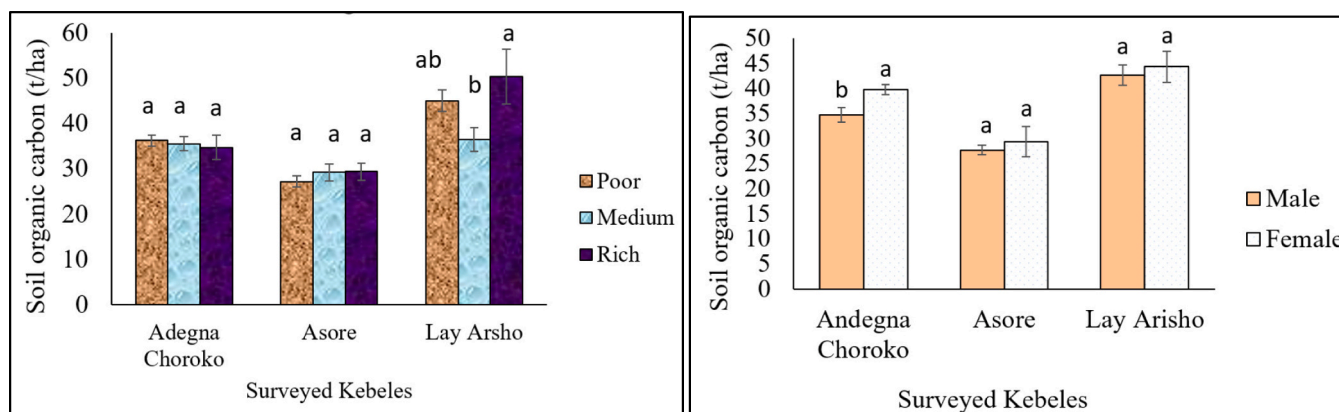 Soil organic carbon (t/ha)
60
50
40
30
20
10
0
a a a
a a a
ab b a
Adegna Choroko
Asore
Lay Arsho
Surveyed Kebeles
Poor
Medium
Rich
Soil organic carbon (t/ha)
50
45
40
35
30
25
20
15
10
5
0
b a
a a
a a
Andegna Choroko
Asore
Lay Arisho
Surveyed Kebeles
Male
Female